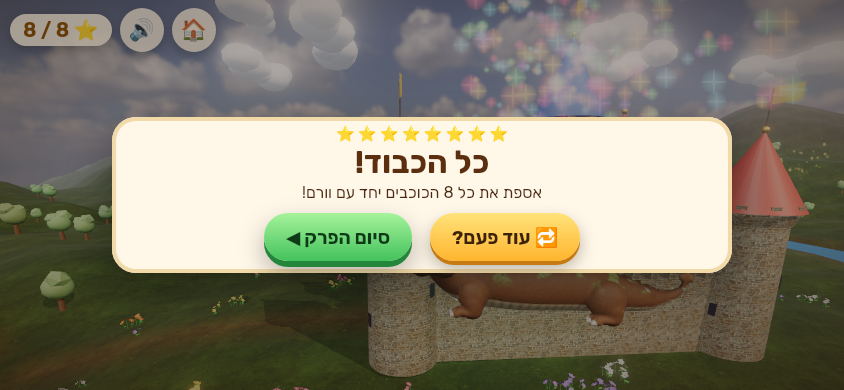 8 / 8
כל הכבוד!
אספת את כל 8 הכוכבים יחד עם וורם!
עוד פעם?
סיום הפרק